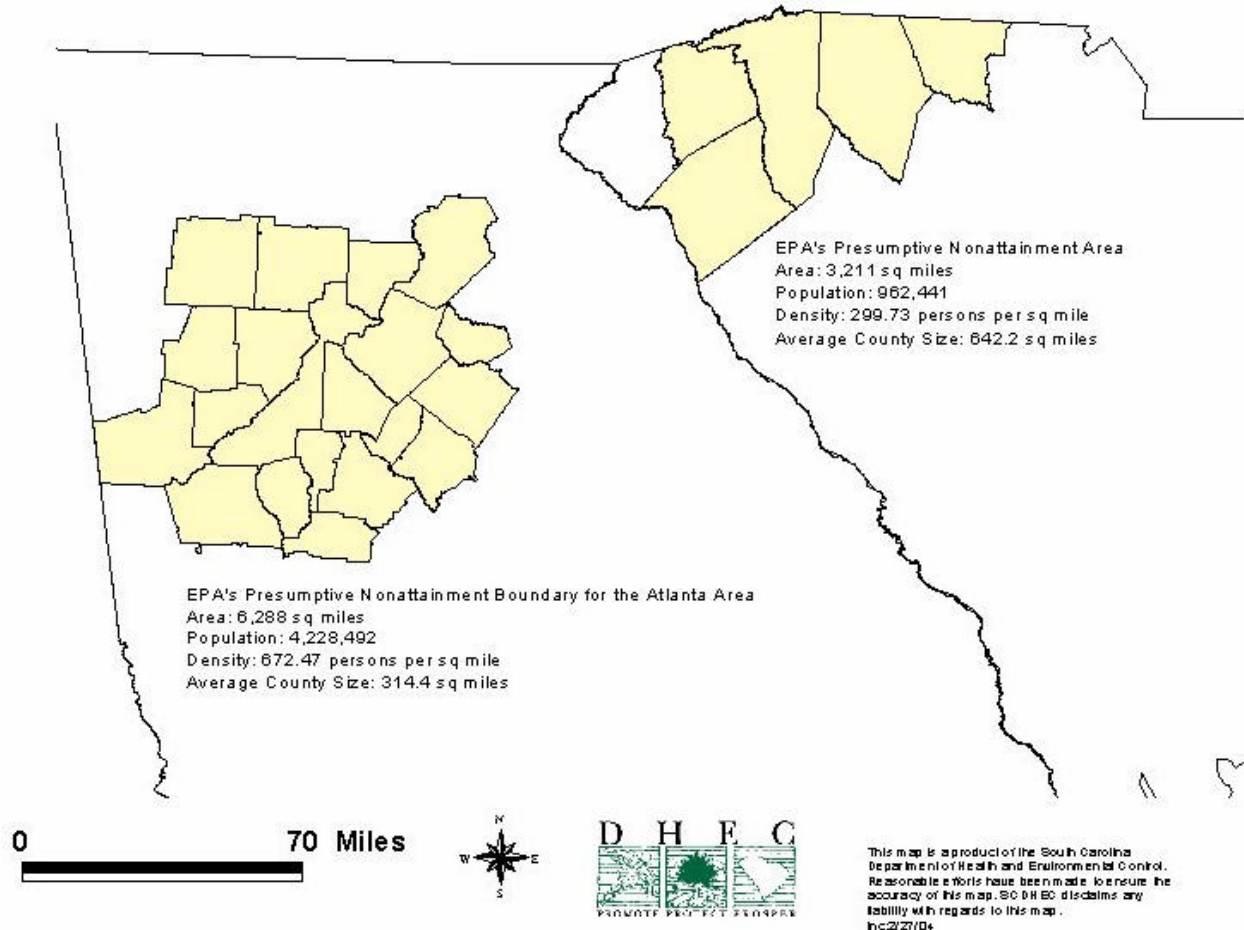 EPA's Presumptive Nonattainment Area
Area: 3,211 sq miles
Population: 962,441
Density: 299.73 persons per sq mile
Average County Size: 642.2 sq miles
EPA's Presumptive Nonattainment Boundary for the Atlanta Area
Area: 6,288 sq miles
Population: 4,228,492
Density: 672.47 persons per sq mile
Average County Size: 314.4 sq miles
0 70 Miles
N
W E
S
D H E C
PROMOTE PROTECT PROSPER
This map is a product of the South Carolina
Department of Health and Environmental Control.
Reasonable efforts have been made to ensure the
accuracy of this map. SC DHEC disclaims any
liability with regards to this map.
lnc:2/27/04